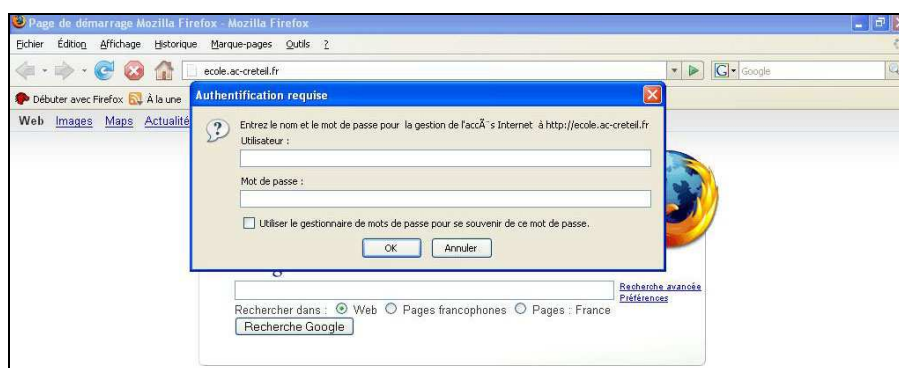 Page de démarrage Mozilla Firefox - Mozilla Firefox
Fichier Édition Affichage Historique Marque-pages Outils ?
ecole.ac-creteil.fr
G Google
Débuter avec Firefox À la une
Authentification requise
Web Images Maps Actualité
Entrez le nom et le mot de passe pour la gestion de l'accÃ¨s Internet à http://ecole.ac-creteil.fr
Utilisateur :
Mot de passe :
Utiliser le gestionnaire de mots de passe pour se souvenir de ce mot de passe.
OK Annuler
Recherche avancée
Préférences
Rechercher dans : Web Pages francophones Pages : France
Recherche Google